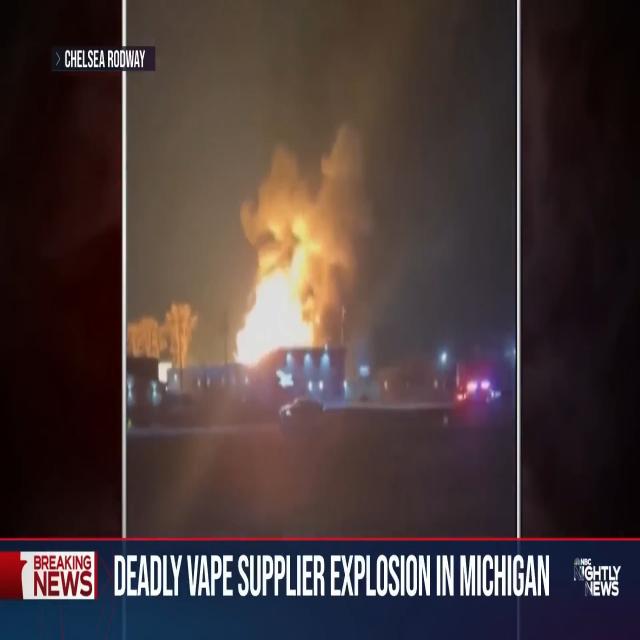 CHELSEA RODWAY
BREAKING
NEWS
DEADLY VAPE SUPPLIER EXPLOSION IN MICHIGAN
NBC
NIGHTLY
NEWS